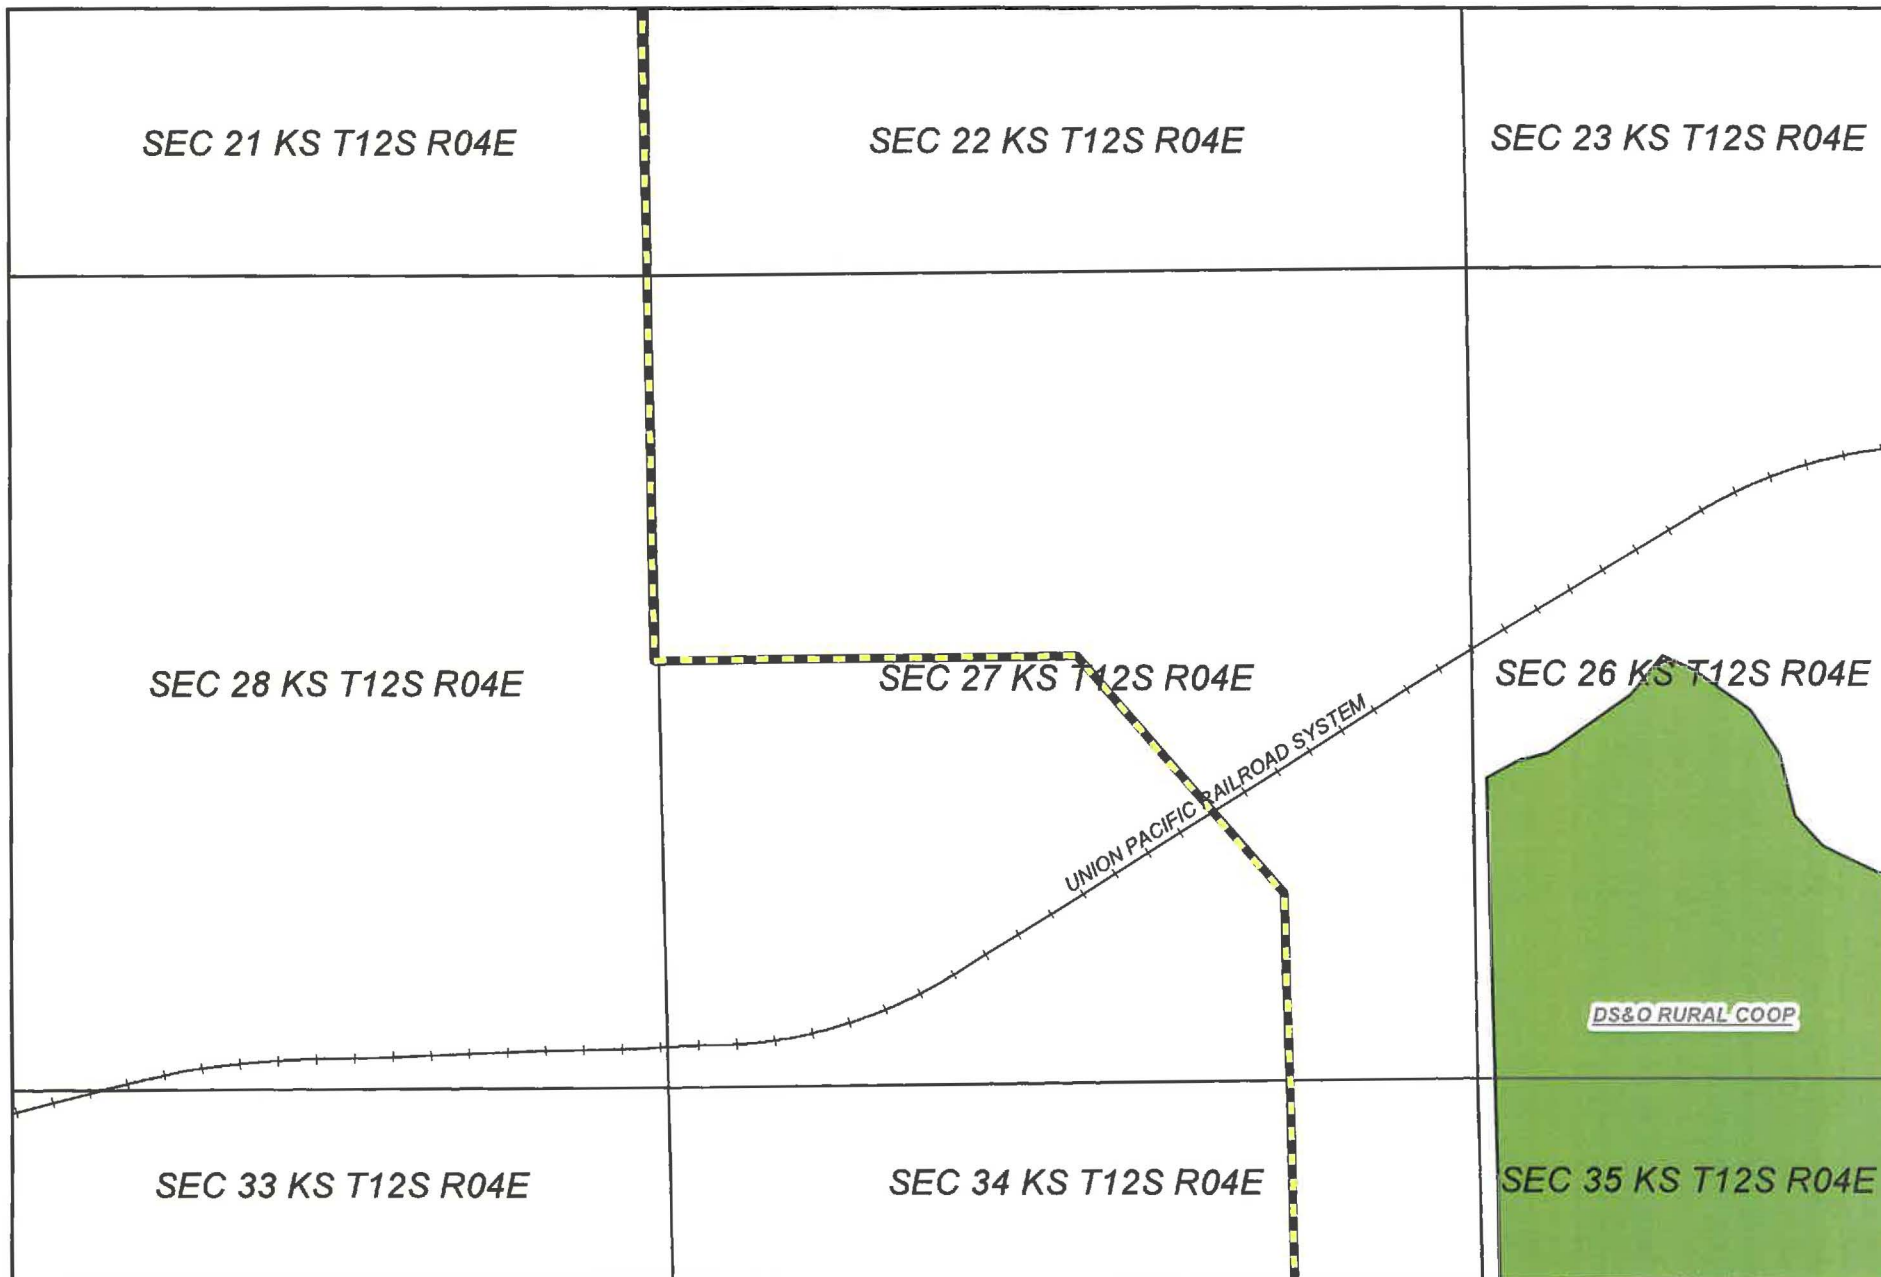 SEC 21 KS T12S R04E
SEC 22 KS T12S R04E
SEC 23 KS T12S R04E
SEC 28 KS T12S R04E
SEC 27 KS T12S R04E
SEC 26 KS T12S R04E
UNION PACIFIC RAILROAD SYSTEM
DS&O RURAL COOP
SEC 33 KS T12S R04E
SEC 34 KS T12S R04E
SEC 35 KS T12S R04E